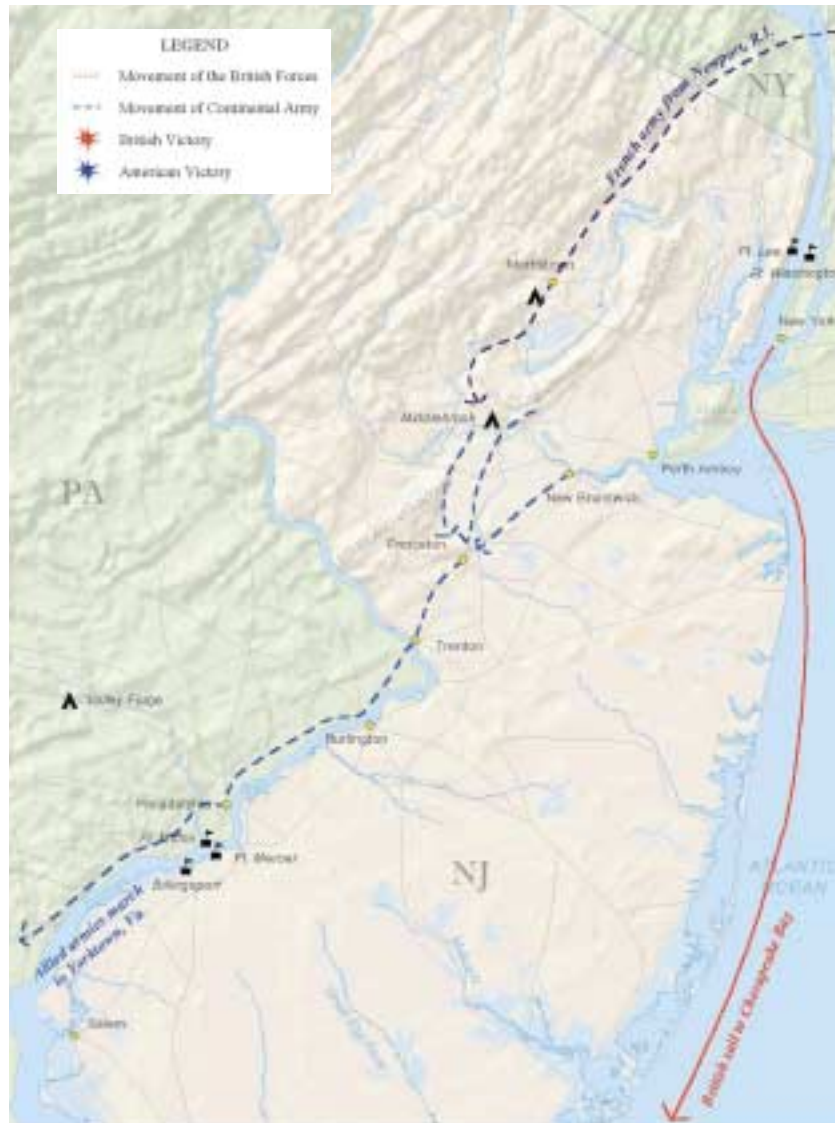 LEGEND
Movement of the British Forces
Movement of Continental Army
British Victory
American Victory
French army from Newport, R.I.
NY
Ft. Lee
Ft. Washington
Morristown
New York
Middlebrook
Perth Amboy
New Brunswick
PA
Princeton
Trenton
Valley Forge
Burlington
Philadelphia
Ft. Mercer
Billingsport
NJ
ATLANTIC
OCEAN
Allied armies march
to Yorktown, Va.
Salem
British sail to Chesapeake Bay